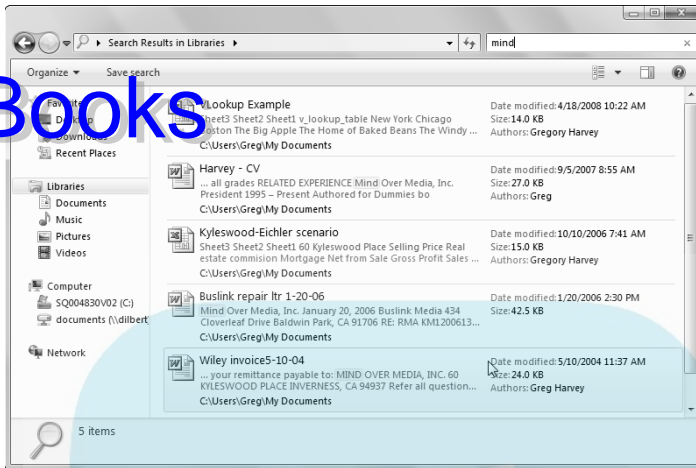 Search Results in Libraries
mind
Organize
Save search
Books
Favorites
Desktop
Downloads
Recent Places
Libraries
Documents
Music
Pictures
Videos
Computer
SQ004830V02 (C:)
documents (\\dilbert)
Network
vLookup Example
Sheet3 Sheet2 Sheet1 v_lookup_table New York Chicago
Boston The Big Apple The Home of Baked Beans The Windy ...
C:\Users\Greg\My Documents
Date modified: 4/18/2008 10:22 AM
Size: 14.0 KB
Authors: Gregory Harvey
Harvey - CV
... all grades RELATED EXPERIENCE Mind Over Media, Inc.
President 1995 – Present Authored for Dummies bo
C:\Users\Greg\My Documents
Date modified: 9/5/2007 8:55 AM
Size: 27.0 KB
Authors: Greg
Kyleswood-Eichler scenario
Sheet3 Sheet2 Sheet1 60 Kyleswood Place Selling Price Real
estate commision Mortgage Net from Sale Gross Profit Sales ...
C:\Users\Greg\My Documents
Date modified: 10/10/2006 7:41 AM
Size: 15.0 KB
Authors: Gregory Harvey
Buslink repair ltr 1-20-06
Mind Over Media, Inc. January 20, 2006 Buslink Media 434
Cloverleaf Drive Baldwin Park, CA 91706 RE: RMA KM1200613...
C:\Users\Greg\My Documents
Date modified: 1/20/2006 2:30 PM
Size: 42.5 KB
Wiley invoice5-10-04
... your remittance payable to: MIND OVER MEDIA, INC. 60
KYLESWOOD PLACE INVERNESS, CA 94937 Refer all question...
C:\Users\Greg\My Documents
Date modified: 5/10/2004 11:37 AM
Size: 24.0 KB
Authors: Greg Harvey
5 items